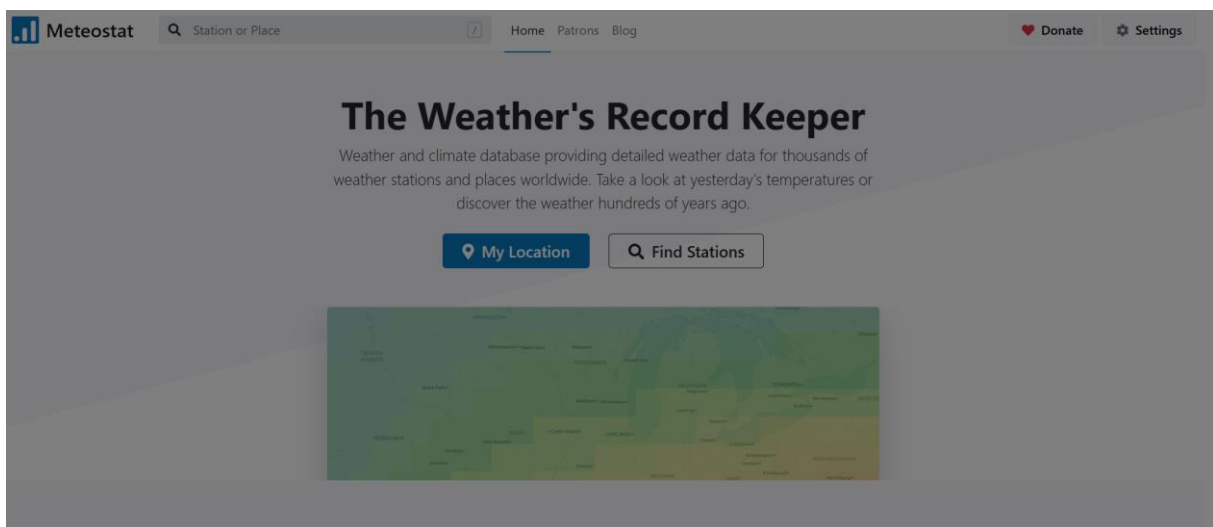 Meteostat
Station or Place
/
Home Patrons Blog
Donate
Settings
The Weather's Record Keeper
Weather and climate database providing detailed weather data for thousands of
weather stations and places worldwide. Take a look at yesterday's temperatures or
discover the weather hundreds of years ago.
My Location
Find Stations